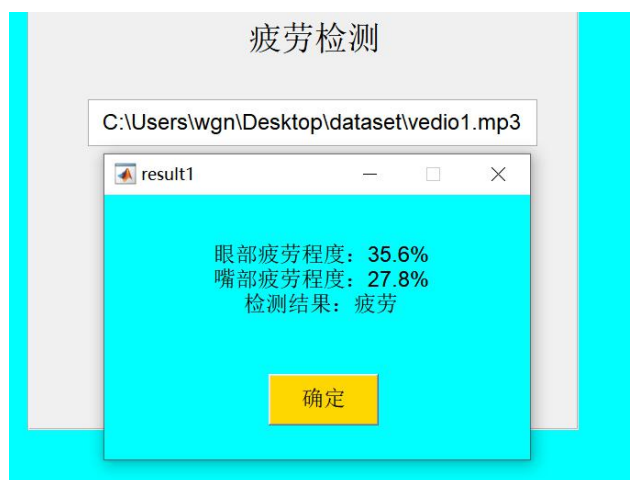 疲劳检测
C:\Users\wgn\Desktop\dataset\vedio1.mp3
result1
眼部疲劳程度：35.6%
嘴部疲劳程度：27.8%
检测结果：疲劳
确定